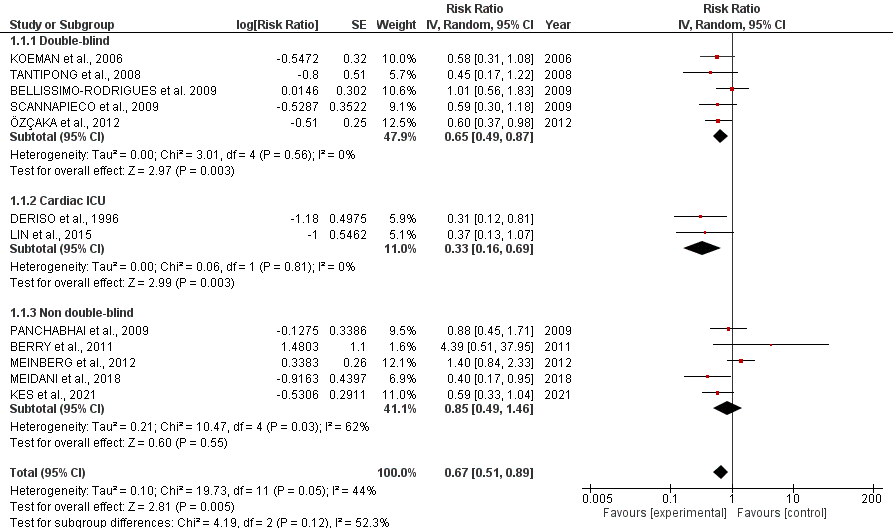 Risk Ratio Risk Ratio
Study or Subgroup log[Risk Ratio] SE Weight IV, Random, 95% CI Year IV, Random, 95% CI
1.1.1 Double-blind
KOEMAN et al., 2006 -0.5472 0.32 10.0% 0.58 [0.31, 1.08] 2006
TANTIPONG et al., 2008 -0.8 0.51 5.7% 0.45 [0.17, 1.22] 2008
BELLISSIMO-RODRIGUES et al. 2009 0.0146 0.302 10.6% 1.01 [0.56, 1.83] 2009
SCANNAPIECO et al., 2009 -0.5287 0.3522 9.1% 0.59 [0.30, 1.18] 2009
ÖZÇAKA et al., 2012 -0.51 0.25 12.5% 0.60 [0.37, 0.98] 2012
Subtotal (95% CI) 47.9% 0.65 [0.49, 0.87]
Heterogeneity: Tau² = 0.00; Chi² = 3.01, df = 4 (P = 0.56); I² = 0%
Test for overall effect: Z = 2.97 (P = 0.003)
1.1.2 Cardiac ICU
DERISO et al., 1996 -1.18 0.4975 5.9% 0.31 [0.12, 0.81] 1996
LIN et al., 2015 -1 0.5462 5.1% 0.37 [0.13, 1.07] 2015
Subtotal (95% CI) 11.0% 0.33 [0.16, 0.69]
Heterogeneity: Tau² = 0.00; Chi² = 0.06, df = 1 (P = 0.81); I² = 0%
Test for overall effect: Z = 2.99 (P = 0.003)
1.1.3 Non double-blind
PANCHABHAI et al., 2009 -0.1275 0.3386 9.5% 0.88 [0.45, 1.71] 2009
BERRY et al., 2011 1.4803 1.1 1.6% 4.39 [0.51, 37.95] 2011
MEINBERG et al., 2012 0.3383 0.26 12.1% 1.40 [0.84, 2.33] 2012
MEIDANI et al., 2018 -0.9163 0.4397 6.9% 0.40 [0.17, 0.95] 2018
KES et al., 2021 -0.5306 0.2911 11.0% 0.59 [0.33, 1.04] 2021
Subtotal (95% CI) 41.1% 0.85 [0.49, 1.46]
Heterogeneity: Tau² = 0.21; Chi² = 10.47, df = 4 (P = 0.03); I² = 62%
Test for overall effect: Z = 0.60 (P = 0.55)
Total (95% CI) 100.0% 0.67 [0.51, 0.89]
Heterogeneity: Tau² = 0.10; Chi² = 19.73, df = 11 (P = 0.05); I² = 44%
Test for overall effect: Z = 2.81 (P = 0.005)
Test for subgroup differences: Chi² = 4.19, df = 2 (P = 0.12), I² = 52.3%
0.005 0.1 1 10 200
Favours [experimental] Favours [control]